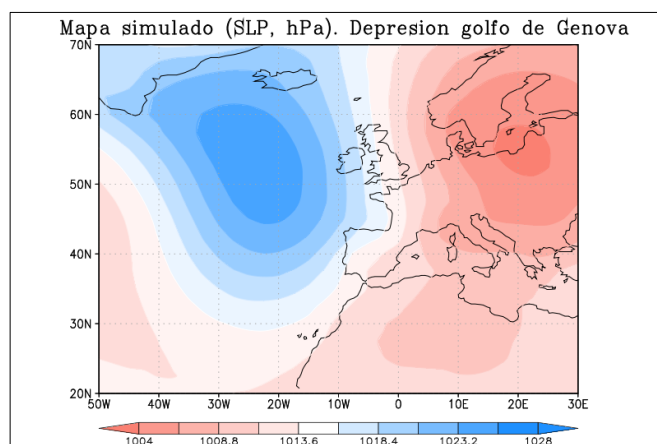 Mapa simulado (SLP, hPa). Depresion golfo de Genova
70N
60N
50N
40N
30N
20N
50W 40W 30W 20W 10W 0 10E 20E 30E
1004 1008.8 1013.6 1018.4 1023.2 1028